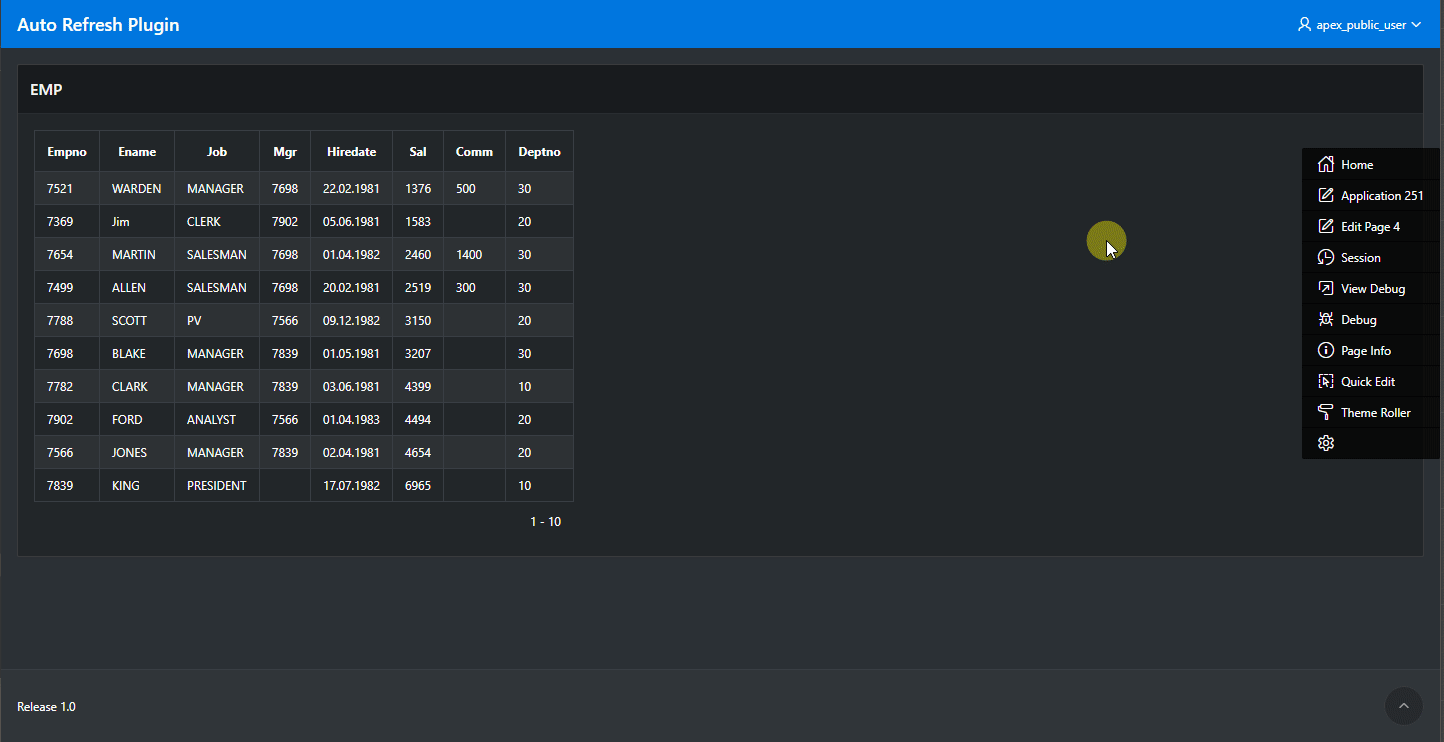 Auto Refresh Plugin
apex_public_user
EMP
Empno Ename Job Mgr Hiredate Sal Comm Deptno
7521 WARDEN MANAGER 7698 22.02.1981 1376 500 30
7369 Jim CLERK 7902 05.06.1981 1583 20
7654 MARTIN SALESMAN 7698 01.04.1982 2460 1400 30
7499 ALLEN SALESMAN 7698 20.02.1981 2519 300 30
7788 SCOTT PV 7566 09.12.1982 3150 20
7698 BLAKE MANAGER 7839 01.05.1981 3207 30
7782 CLARK MANAGER 7839 03.06.1981 4399 10
7902 FORD ANALYST 7566 01.04.1983 4494 20
7566 JONES MANAGER 7839 02.04.1981 4654 20
7839 KING PRESIDENT 17.07.1982 6965 10
1 - 10
Home
Application 251
Edit Page 4
Session
View Debug
Debug
Page Info
Quick Edit
Theme Roller
Release 1.0